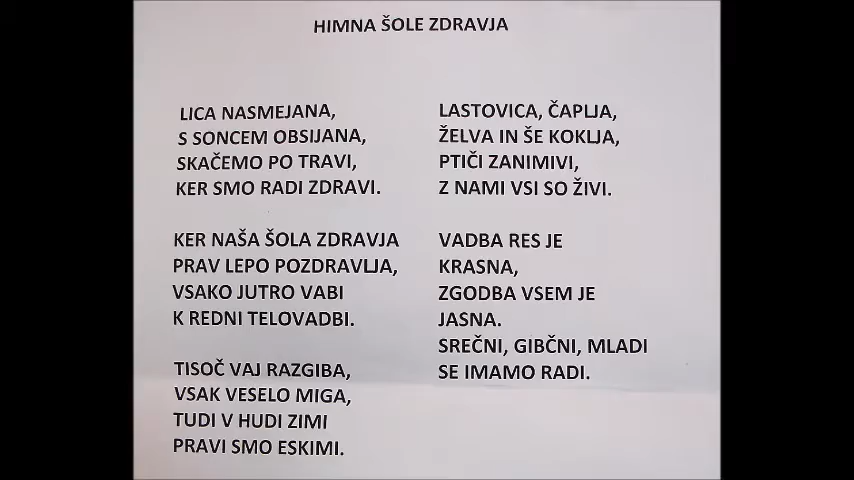 HIMNA ŠOLE ZDRAVJA
LICA NASMEJANA,
S SONCEM OBSIJANA,
SKAČEMO PO TRAVI,
KER SMO RADI ZDRAVI.
KER NAŠA ŠOLA ZDRAVJA
PRAV LEPO POZDRAVLJA,
VSAKO JUTRO VABI
K REDNI TELOVADBI.
TISOČ VAJ RAZGIBA,
VSAK VESELO MIGA,
TUDI V HUDI ZIMI
PRAVI SMO ESKIMI.
LASTOVICA, ČAPLJA,
ŽELVA IN ŠE KOKLJA,
PTIČI ZANIMIVI,
Z NAMI VSI SO ŽIVI.
VADBA RES JE
KRASNA,
ZGODBA VSEM JE
JASNA.
SREČNI, GIBČNI, MLADI
SE IMAMO RADI.